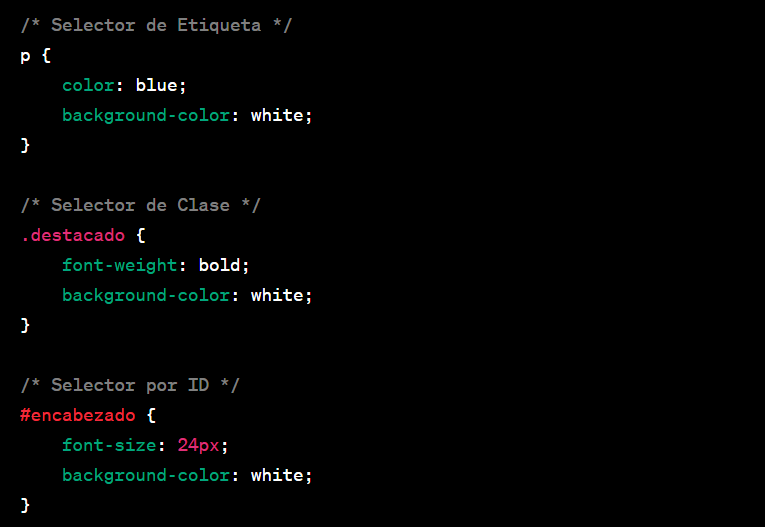 /* Selector de Etiqueta */
p {
    color: blue;
    background-color: white;
}

/* Selector de Clase */
.destacado {
    font-weight: bold;
    background-color: white;
}

/* Selector por ID */
#encabezado {
    font-size: 24px;
    background-color: white;
}